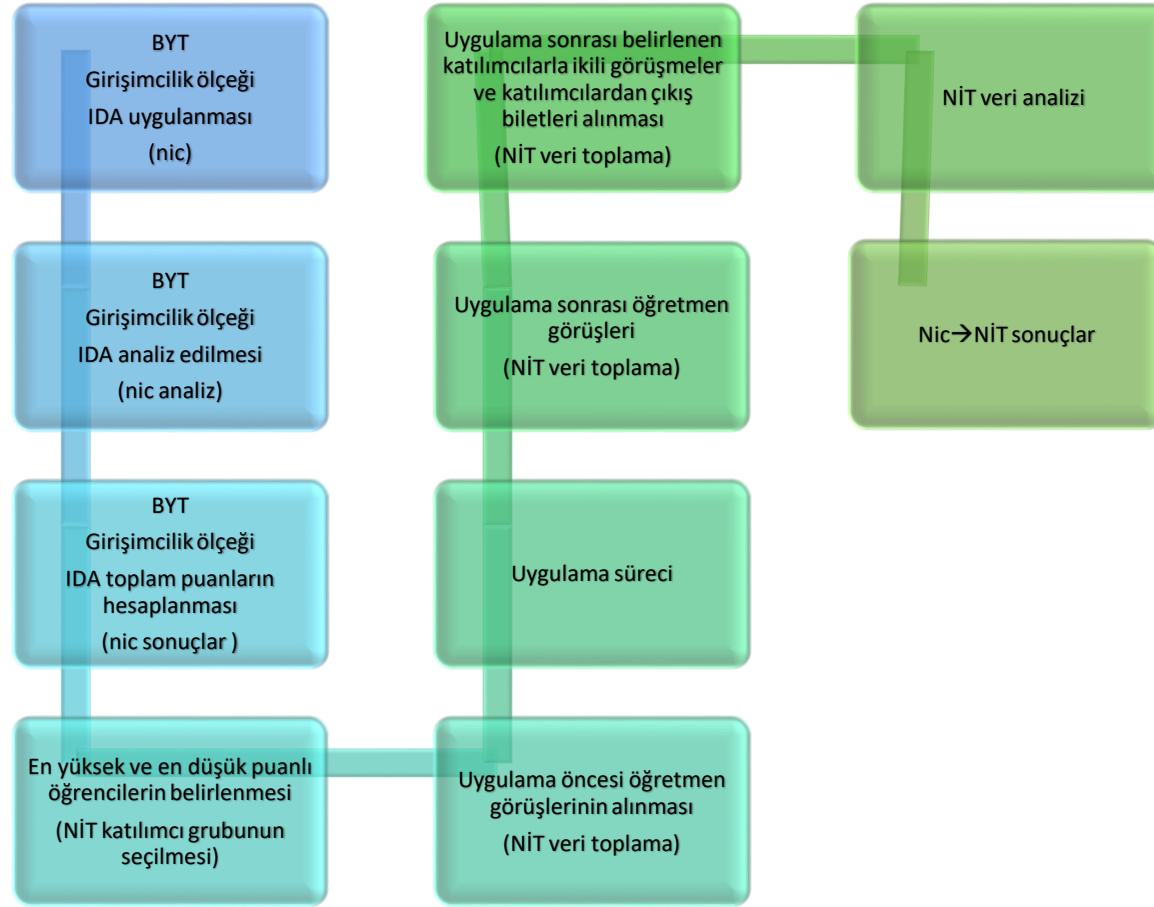 BYT
Girişimcilik ölçeği
IDA uygulanması
(nic)
BYT
Girişimcilik ölçeği
IDA analiz edilmesi
(nic analiz)
BYT
Girişimcilik ölçeği
IDA toplam puanların
hesaplanması
(nic sonuçlar )
En yüksek ve en düşük puanlı
öğrencilerin belirlenmesi
(NİT katılımcı grubunun
seçilmesi)
Uygulama öncesi öğretmen
görüşlerinin alınması
(NİT veri toplama)
Uygulama süreci
Uygulama sonrası öğretmen
görüşleri
(NİT veri toplama)
Uygulama sonrası belirlenen
katılımcılarla ikili görüşmeler
ve katılımcılardan çıkış
biletleri alınması
(NİT veri toplama)
NİT veri analizi
Nic→NİT sonuçlar